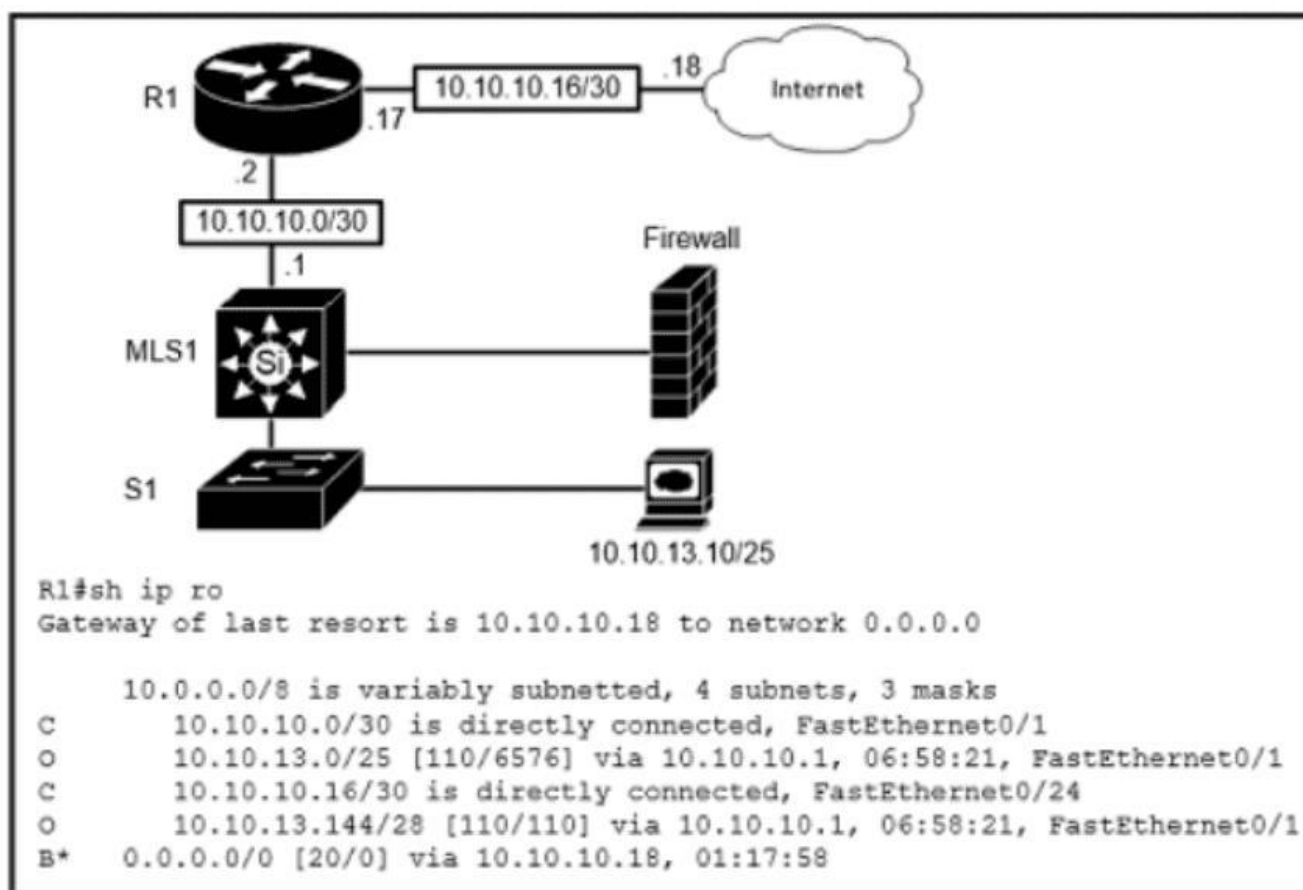 R1
10.10.10.16/30
.18
Internet
.17
.2
10.10.10.0/30
.1
Firewall
MLS1
Si
S1
10.10.13.10/25
R1#sh ip ro
Gateway of last resort is 10.10.10.18 to network 0.0.0.0
10.0.0.0/8 is variably subnetted, 4 subnets, 3 masks
C 10.10.10.0/30 is directly connected, FastEthernet0/1
O 10.10.13.0/25 [110/6576] via 10.10.10.1, 06:58:21, FastEthernet0/1
C 10.10.10.16/30 is directly connected, FastEthernet0/24
O 10.10.13.144/28 [110/110] via 10.10.10.1, 06:58:21, FastEthernet0/1
B* 0.0.0.0/0 [20/0] via 10.10.10.18, 01:17:58